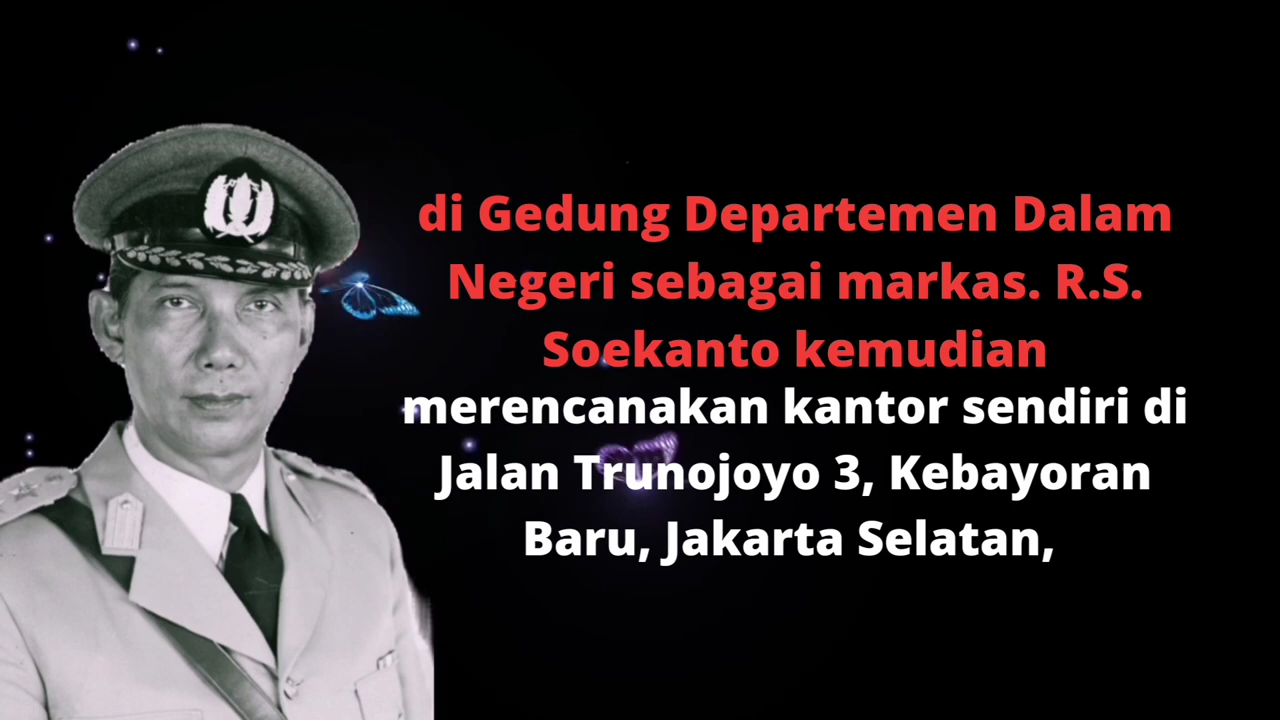 di Gedung Departemen Dalam
Negeri sebagai markas. R.S.
Soekanto kemudian
merencanakan kantor sendiri di
Jalan Trunojoyo 3, Kebayoran
Baru, Jakarta Selatan,